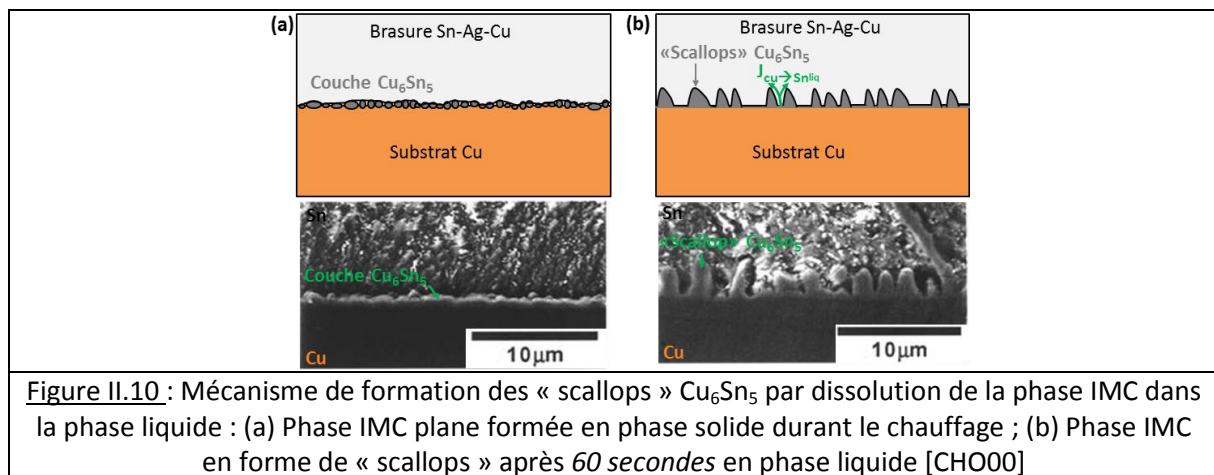 (a)
Brasure Sn-Ag-Cu
Couche Cu₆Sn₅
Substrat Cu
(b)
Brasure Sn-Ag-Cu
«Scallops» Cu₆Sn₅
J_cu→Snliq
Substrat Cu
Sn
Couche Cu₆Sn₅
Cu
10μm
Sn
«Scallop» Cu₆Sn₅
Cu
10μm
Figure II.10 : Mécanisme de formation des « scallops » Cu₆Sn₅ par dissolution de la phase IMC dans
la phase liquide : (a) Phase IMC plane formée en phase solide durant le chauffage ; (b) Phase IMC
en forme de « scallops » après 60 secondes en phase liquide [CHO00]